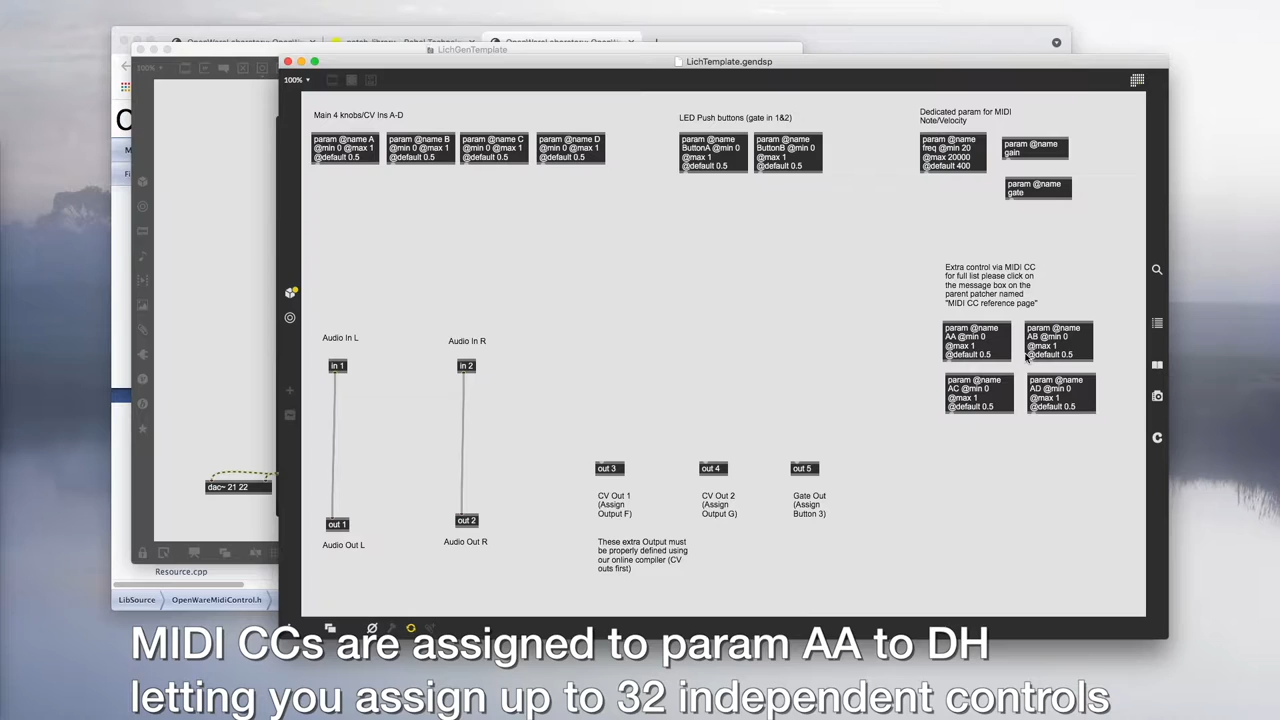 LichGenTemplate
LichTemplate.gendsp
100%
100%
Main 4 knobs/CV Ins A-D
param @name A
@min 0 @max 1
@default 0.5
param @name B
@min 0 @max 1
@default 0.5
param @name C
@min 0 @max 1
@default 0.5
param @name D
@min 0 @max 1
@default 0.5
LED Push buttons (gate in 1&2)
param @name
ButtonA @min 0
@max 1
@default 0.5
param @name
ButtonB @min 0
@max 1
@default 0.5
Dedicated param for MIDI
Note/Velocity
param @name
freq @min 20
@max 20000
@default 400
param @name
gain
param @name
gate
Extra control via MIDI CC
for full list please click on
the message box on the
parent patcher named
"MIDI CC reference page"
param @name
AA @min 0
@max 1
@default 0.5
param @name
AB @min 0
@max 1
@default 0.5
param @name
AC @min 0
@max 1
@default 0.5
param @name
AD @min 0
@max 1
@default 0.5
Audio In L
in 1
Audio In R
in 2
out 1
Audio Out L
out 2
Audio Out R
out 3
CV Out 1
(Assign
Output F)
out 4
CV Out 2
(Assign
Output G)
out 5
Gate Out
(Assign
Button 3)
These extra Output must
be properly defined using
our online compiler (CV
outs first)
dac~ 21 22
Resource.cpp
LibSource
OpenWareMidiControl.h
MIDI CCs are assigned to param AA to DH
letting you assign up to 32 independent controls